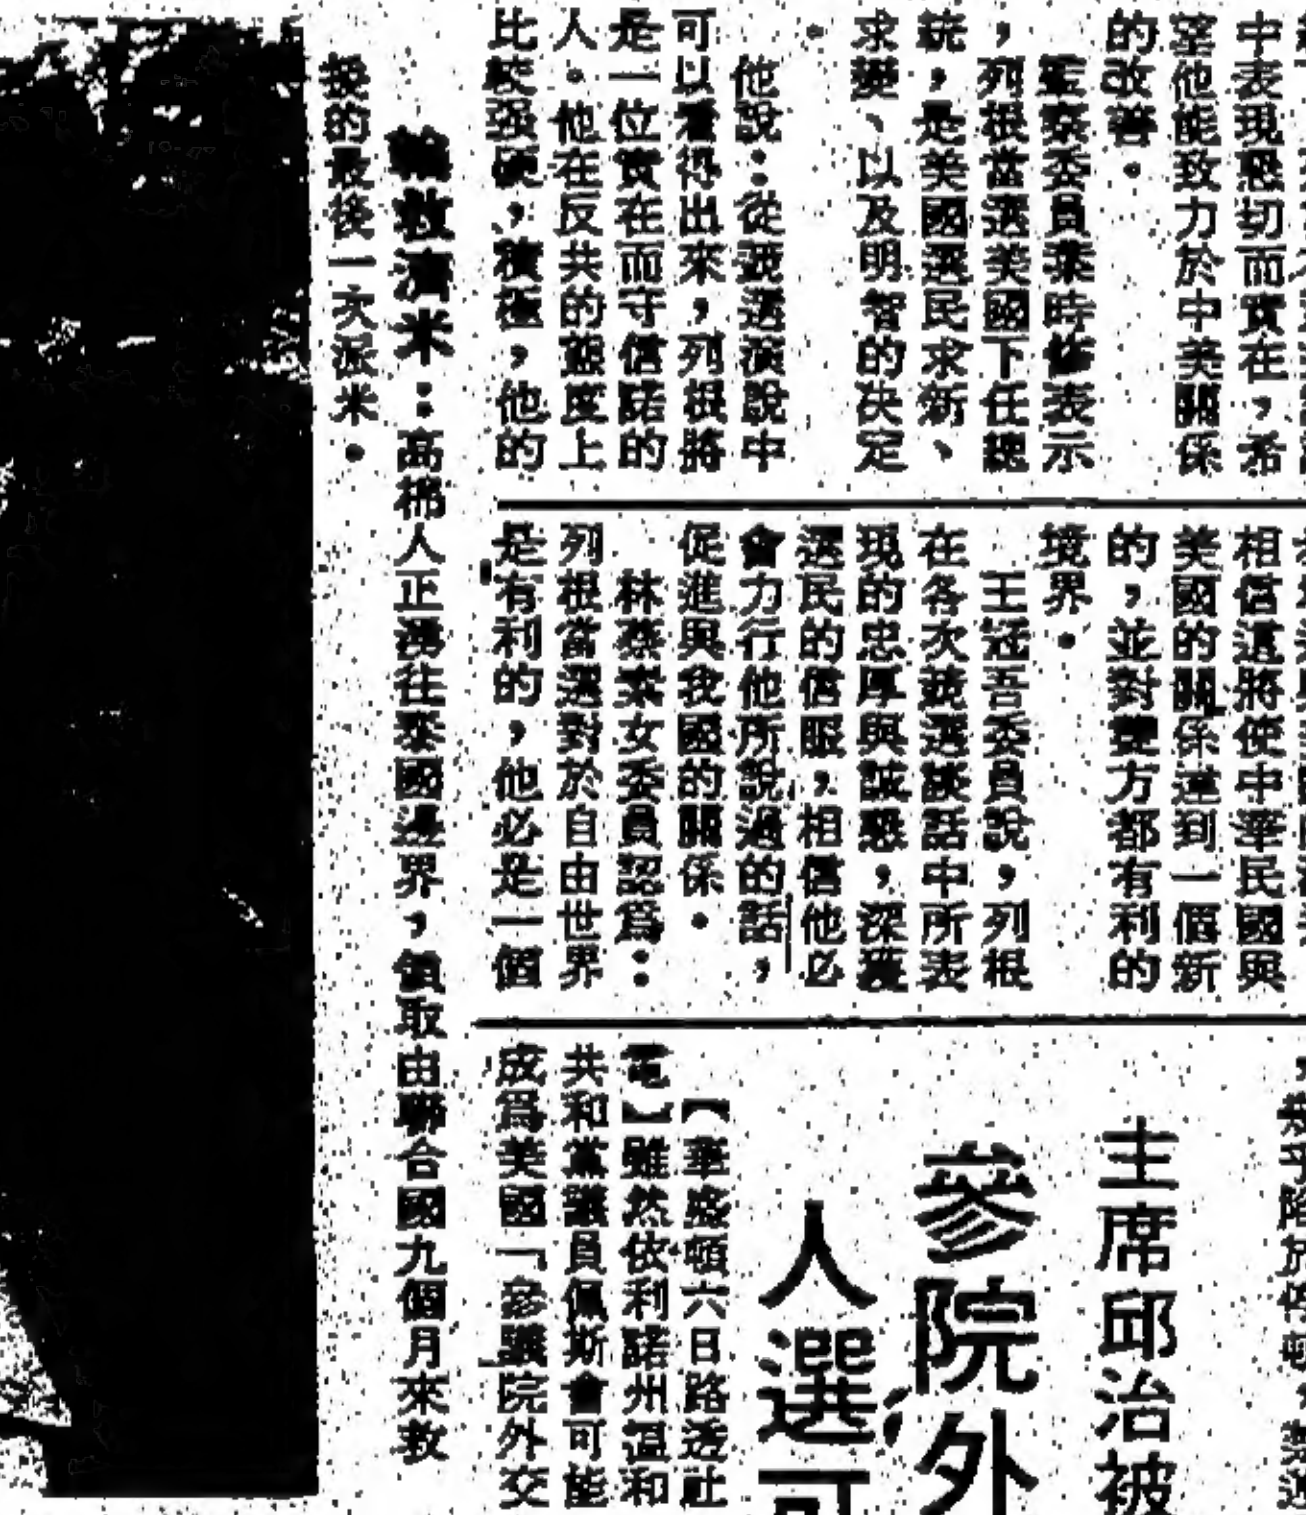 中表現懇切而實在，希
望他能致力於中美關係
的改善。
監察委員葉時修表示
，列根當選美國下任總
統，是美國選民求新、
求變、以及明智的決定
。
他說：從競選演說中
可以看得出來，列根將
是一位實在而守信諾的
人。他在反共的態度上
比較强硬，積極，他的
相信這將使中華民國與
美國的關係達到一個新
的，並對雙方都有利的
境界。
王冠吾委員說，列根
在各次競選談話中所表
現的忠厚與誠懇，深獲
選民的信服，相信他必
會力行他所說過的話，
促進與我國的關係。
林蔡素女委員認爲：
列根當選對於自由世界
是有利的，他必是一個
主席邱治被
參院外
人選可
【華盛頓六日路透社
電】雖然依利諾州温和
共和黨議員佩斯會可能
成爲美國「參議院外交
輪救濟米：高棉人正湧往泰國邊界，領取由聯合國九個月來救
援的最後一次派米。